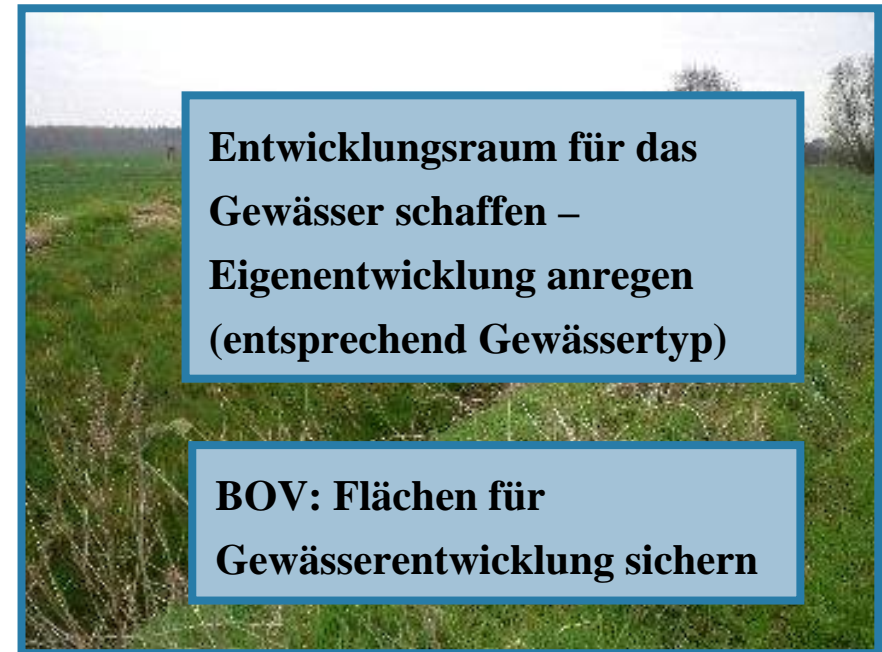 Entwicklungsraum für das
Gewässer schaffen –
Eigenentwicklung anregen
(entsprechend Gewässertyp)
BOV: Flächen für
Gewässerentwicklung sichern